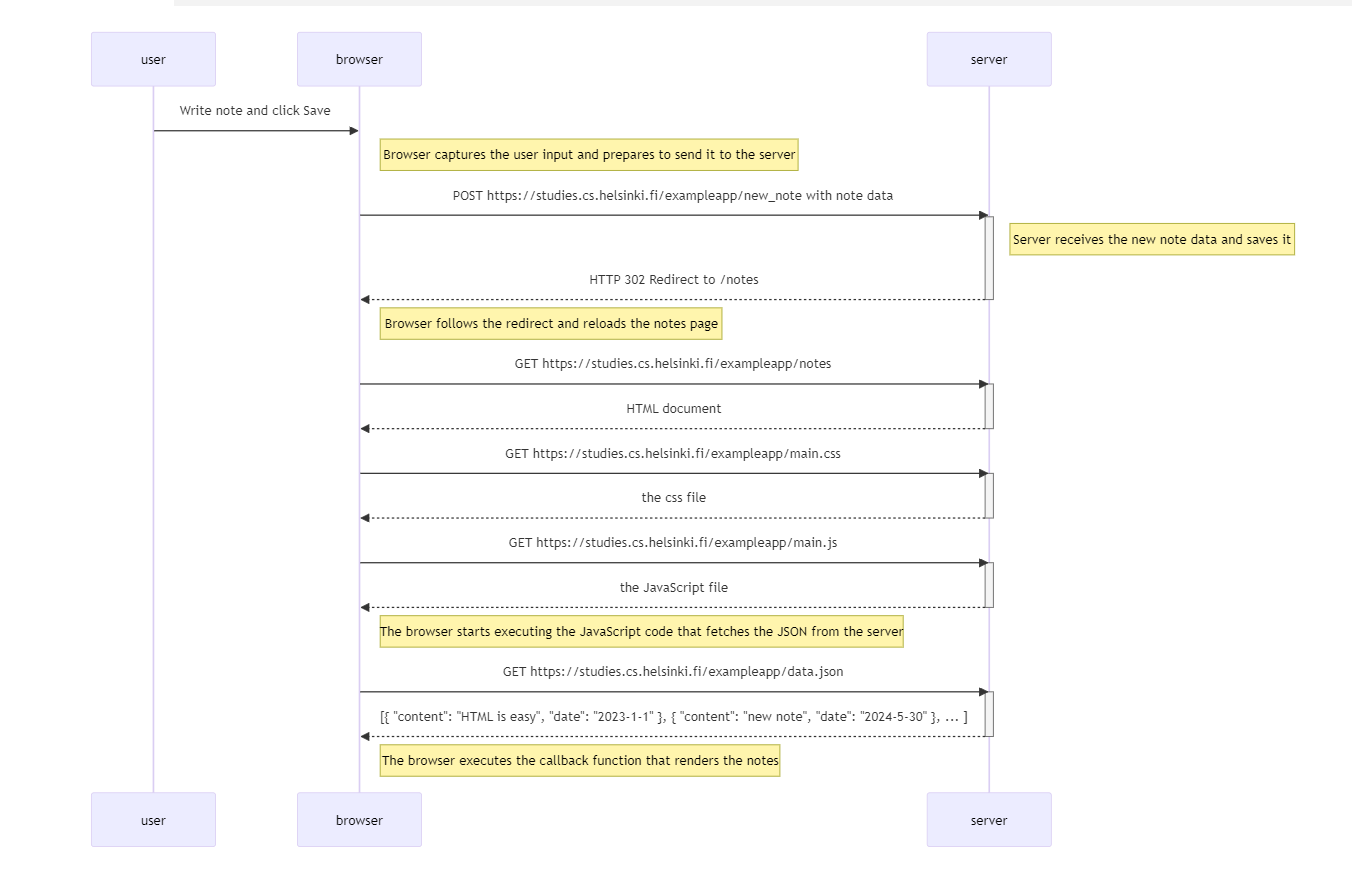 user
browser
server
Write note and click Save
Browser captures the user input and prepares to send it to the server
POST https://studies.cs.helsinki.fi/exampleapp/new_note with note data
Server receives the new note data and saves it
HTTP 302 Redirect to /notes
Browser follows the redirect and reloads the notes page
GET https://studies.cs.helsinki.fi/exampleapp/notes
HTML document
GET https://studies.cs.helsinki.fi/exampleapp/main.css
the css file
GET https://studies.cs.helsinki.fi/exampleapp/main.js
the JavaScript file
The browser starts executing the JavaScript code that fetches the JSON from the server
GET https://studies.cs.helsinki.fi/exampleapp/data.json
[{ "content": "HTML is easy", "date": "2023-1-1" }, { "content": "new note", "date": "2024-5-30" }, ... ]
The browser executes the callback function that renders the notes
user
browser
server